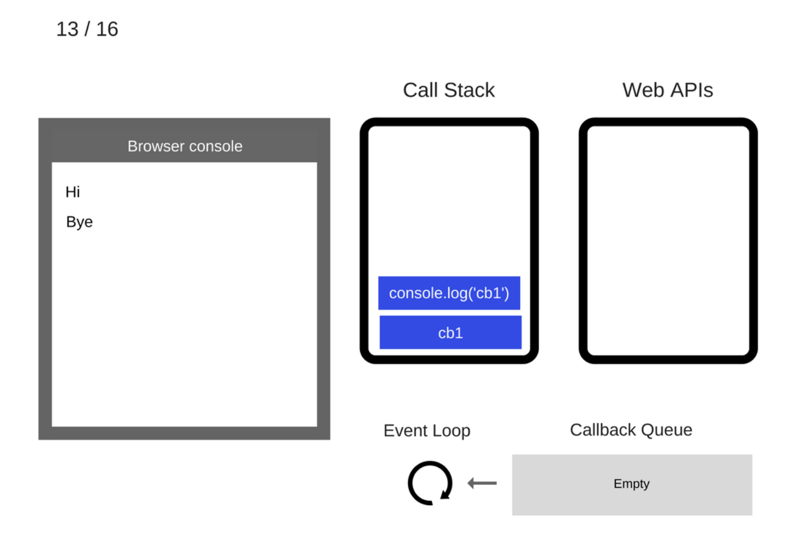 13 / 16
Call Stack
Web APIs
Browser console
Hi
Bye
console.log('cb1')
cb1
Event Loop
Callback Queue
Empty